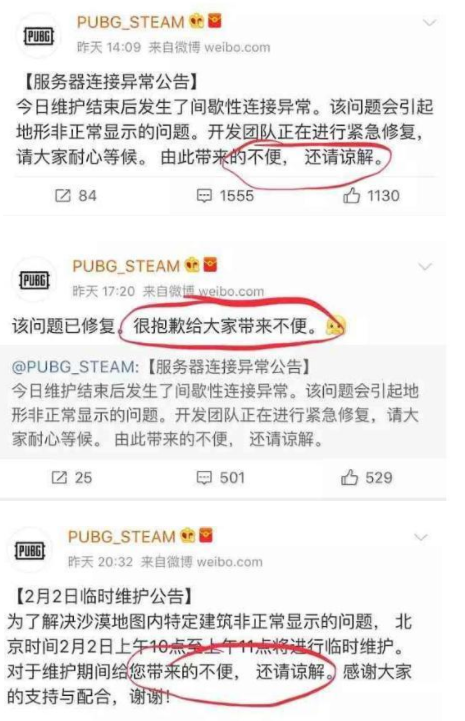 PUBG
PUBG_STEAM
昨天 14:09 来自微博 weibo.com
【服务器连接异常公告】
今日维护结束后发生了间歇性连接异常。该问题会引起
地形非正常显示的问题。开发团队正在进行紧急修复，
请大家耐心等候。 由此带来的不便， 还请谅解。
84
1555
1130
PUBG
PUBG_STEAM
昨天 17:20 来自微博 weibo.com
该问题已修复。很抱歉给大家带来不便。
@PUBG_STEAM:【服务器连接异常公告】
今日维护结束后发生了间歇性连接异常。该问题会引起地
形非正常显示的问题。开发团队正在进行紧急修复，请大
家耐心等候。 由此带来的不便， 还请谅解。
25
501
529
PUBG
PUBG_STEAM
昨天 20:32 来自微博 weibo.com
【2月2日临时维护公告】
为了解决沙漠地图内特定建筑非正常显示的问题， 北
京时间2月2日上午10点至上午11点将进行临时维护。
对于维护期间给您带来的不便， 还请谅解。感谢大家
的支持与配合，谢谢！